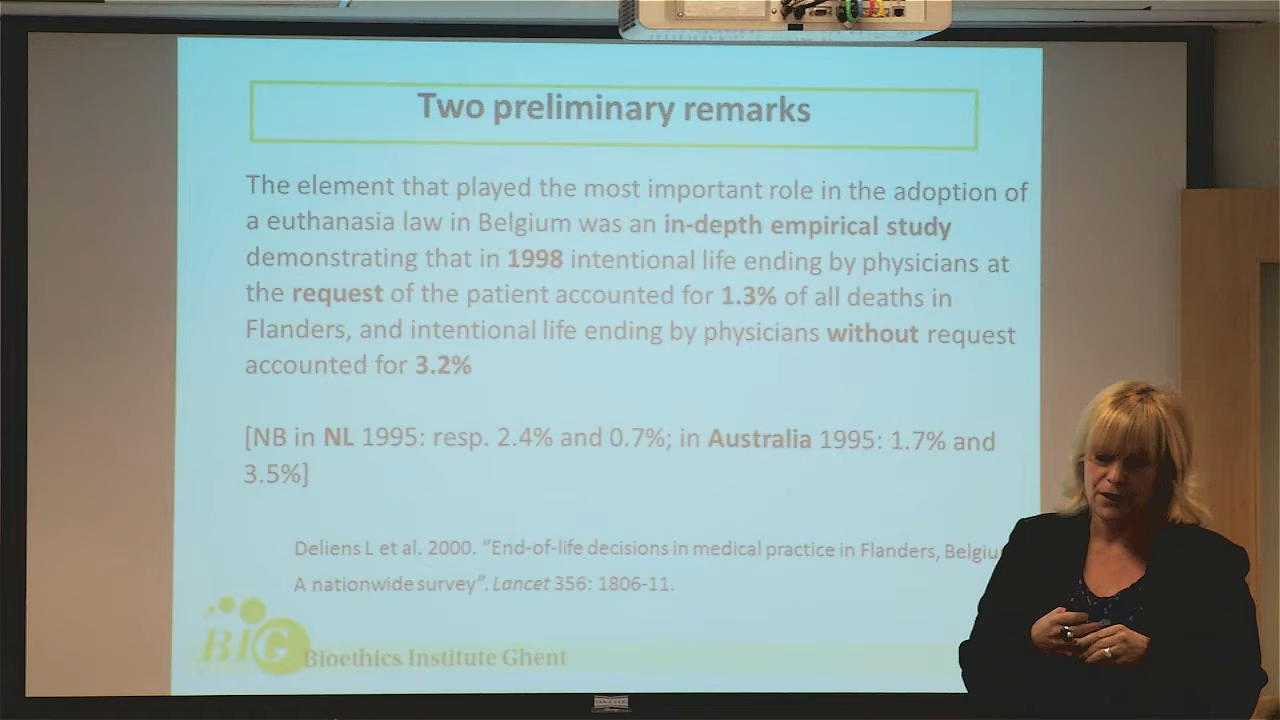 Two preliminary remarks
The element that played the most important role in the adoption of
a euthanasia law in Belgium was an in-depth empirical study
demonstrating that in 1998 intentional life ending by physicians at
the request of the patient accounted for 1.3% of all deaths in
Flanders, and intentional life ending by physicians without request
accounted for 3.2%
[NB in NL 1995: resp. 2.4% and 0.7%; in Australia 1995: 1.7% and
3.5%]
Deliens L et al. 2000. “End-of-life decisions in medical practice in Flanders,
A nationwide survey”. Lancet 356: 1806-11.
BIG Bioethics Institute Ghent